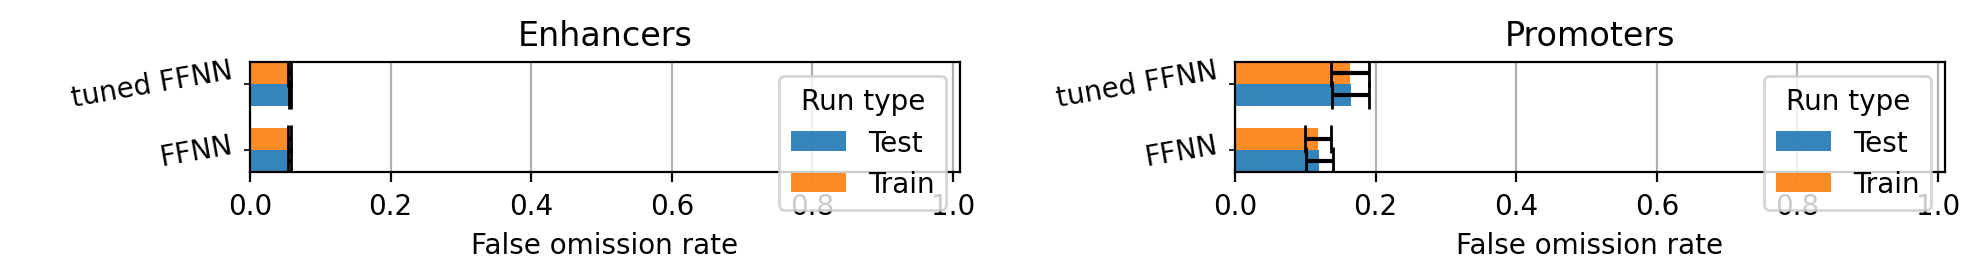 Enhancers
tuned FFNN
FFNN
Run type
Test
Train
0.0 0.2 0.4 0.6 0.8 1.0
False omission rate
Promoters
tuned FFNN
FFNN
Run type
Test
Train
0.0 0.2 0.4 0.6 0.8 1.0
False omission rate